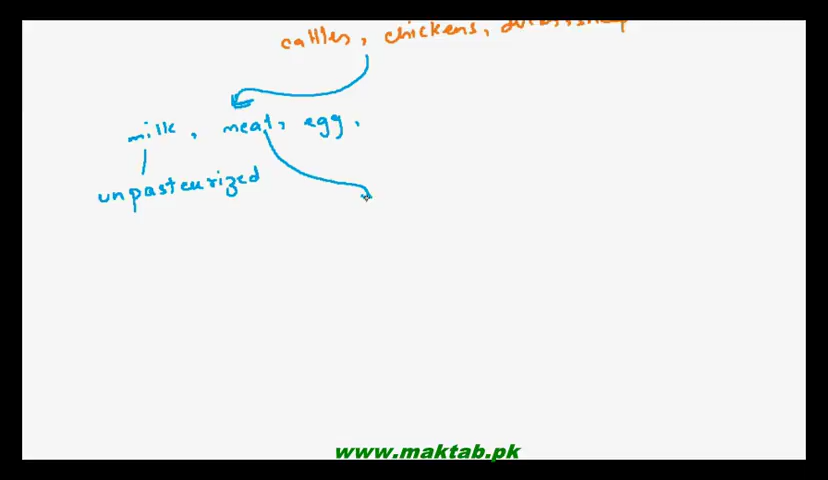 cattles, chickens,
milk, meat, egg,
unpasteurized
www.maktab.pk